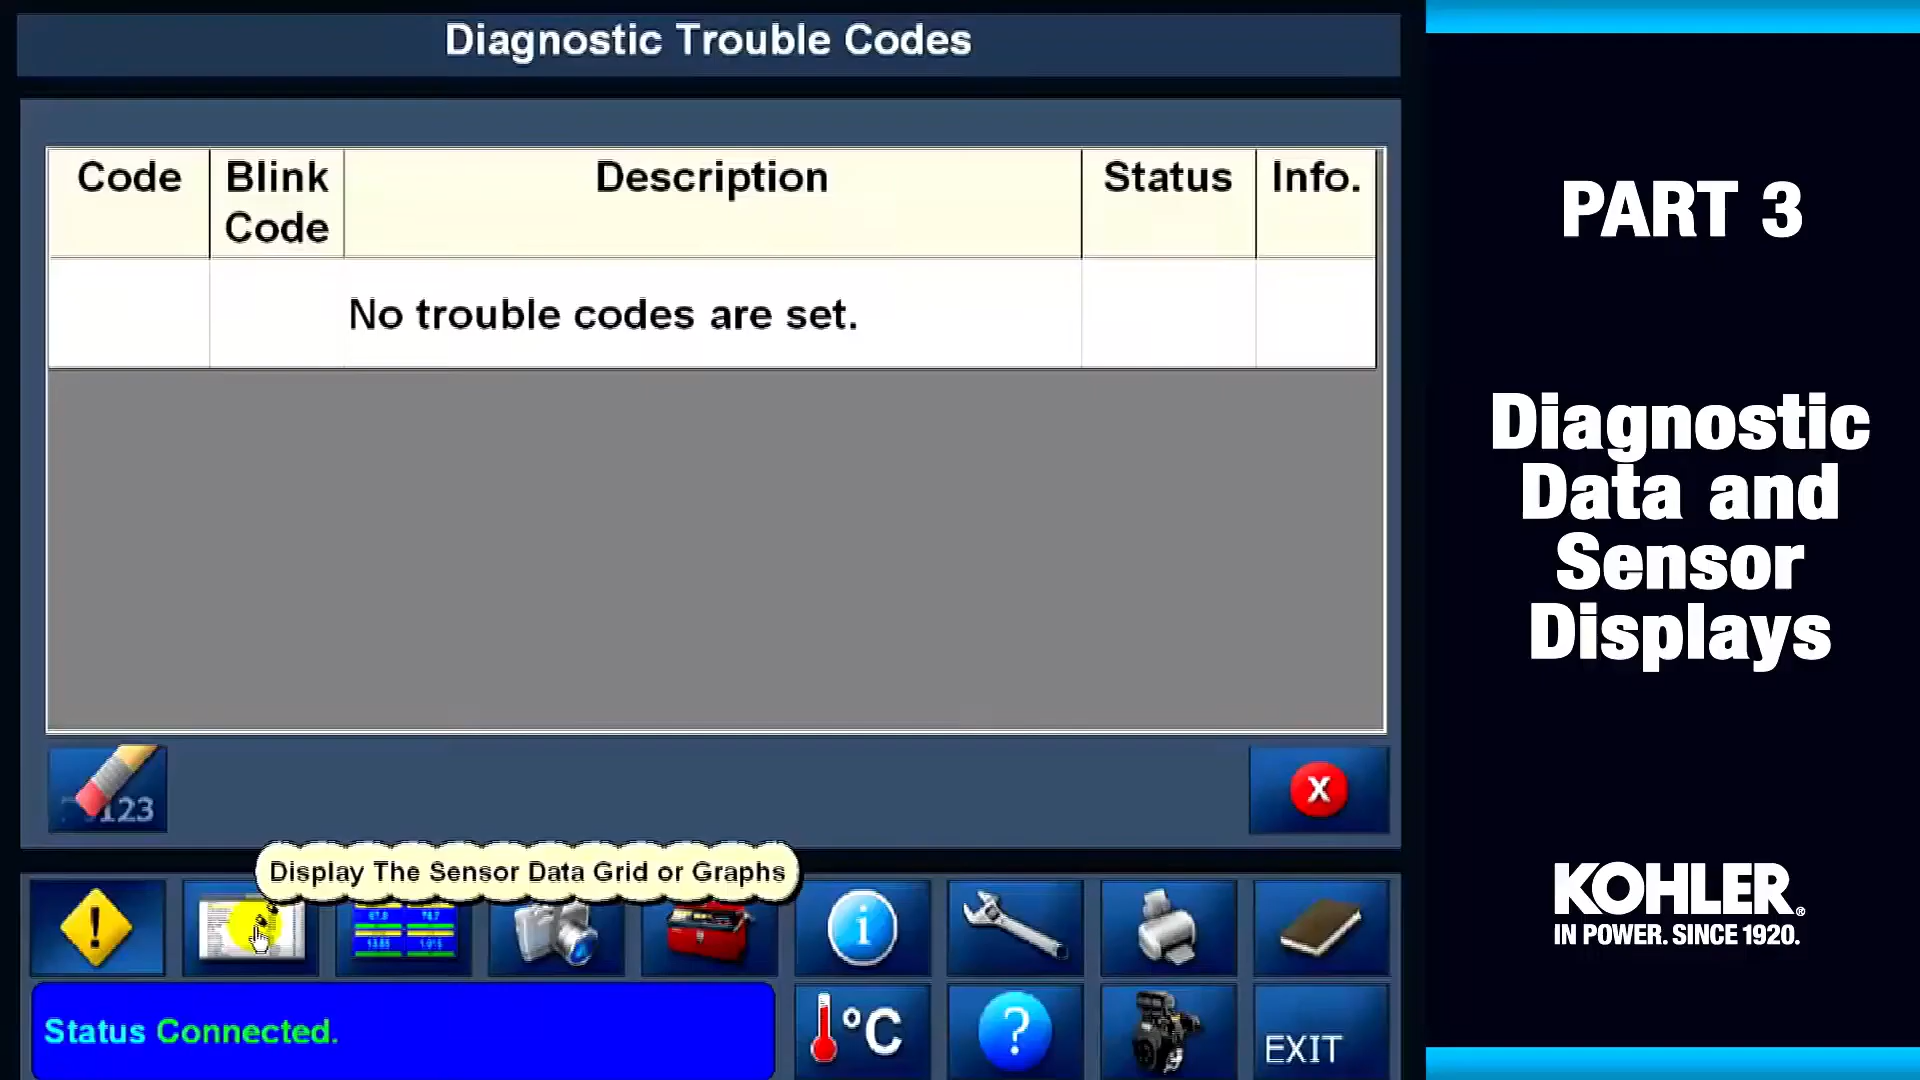 Diagnostic Trouble Codes
Code
Blink
Code
Description
Status
Info.
No trouble codes are set.
123
Display The Sensor Data Grid or Graphs
Status Connected.
°C
?
EXIT
PART 3
Diagnostic
Data and
Sensor
Displays
KOHLER®
IN POWER. SINCE 1920.